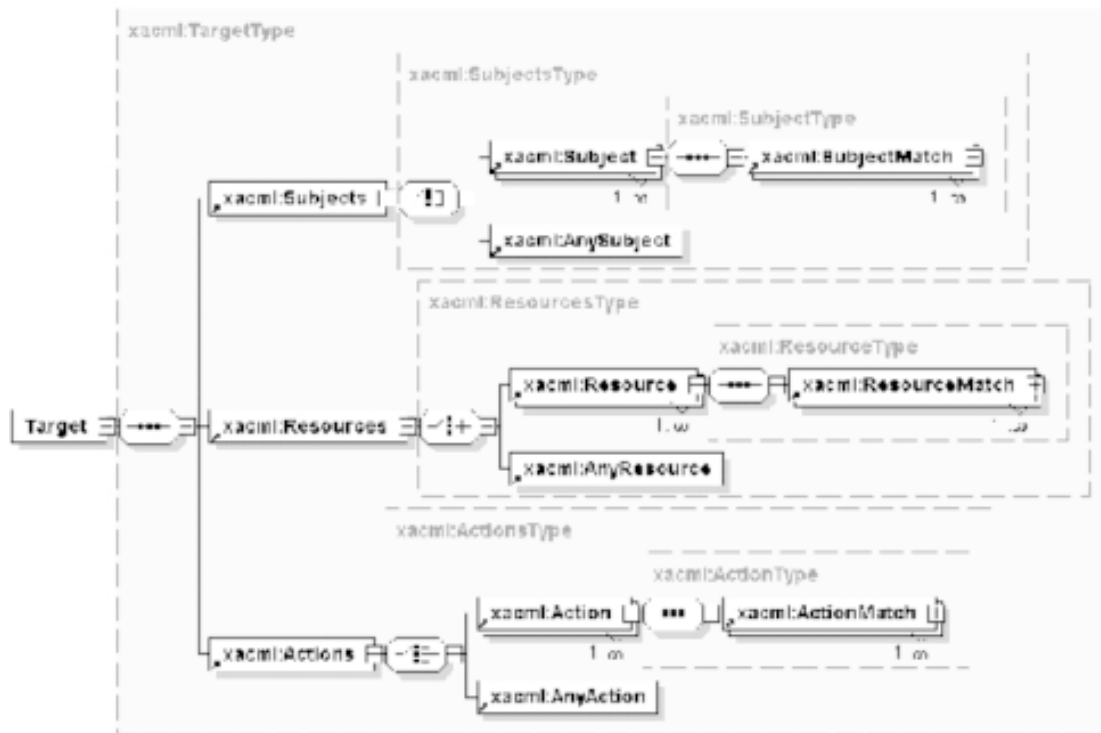 xacml:TargetType
xacml:SubjectsType
xacml:SubjectType
xacml:Subject
xacml:SubjectMatch
1..∞
1..∞
xacml:Subjects
xacml:AnySubject
xacml:ResourcesType
xacml:ResourceType
xacml:Resource
xacml:ResourceMatch
1..∞
1..∞
Target
xacml:Resources
xacml:AnyResource
xacml:ActionsType
xacml:ActionType
xacml:Action
xacml:ActionMatch
1..∞
1..∞
xacml:Actions
xacml:AnyAction